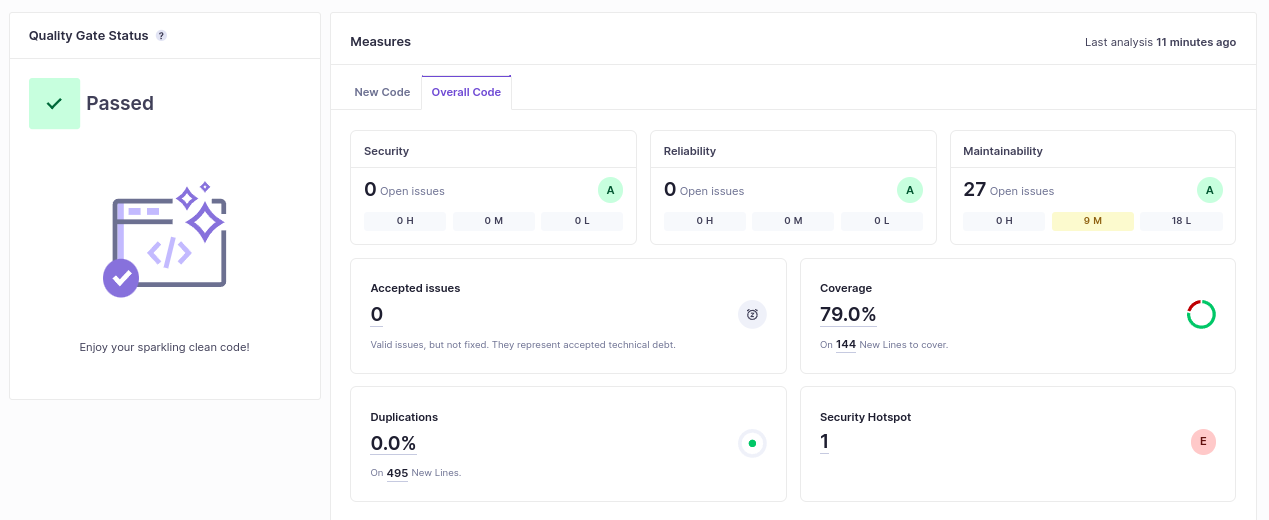 Quality Gate Status ?
Passed
</>
Enjoy your sparkling clean code!
Measures
Last analysis 11 minutes ago
New Code
Overall Code
Security
0 Open issues A
0 H 0 M 0 L
Reliability
0 Open issues A
0 H 0 M 0 L
Maintainability
27 Open issues A
0 H 9 M 18 L
Accepted issues
0
Valid issues, but not fixed. They represent accepted technical debt.
Coverage
79.0%
On 144 New Lines to cover.
Duplications
0.0%
On 495 New Lines.
Security Hotspot
1 E